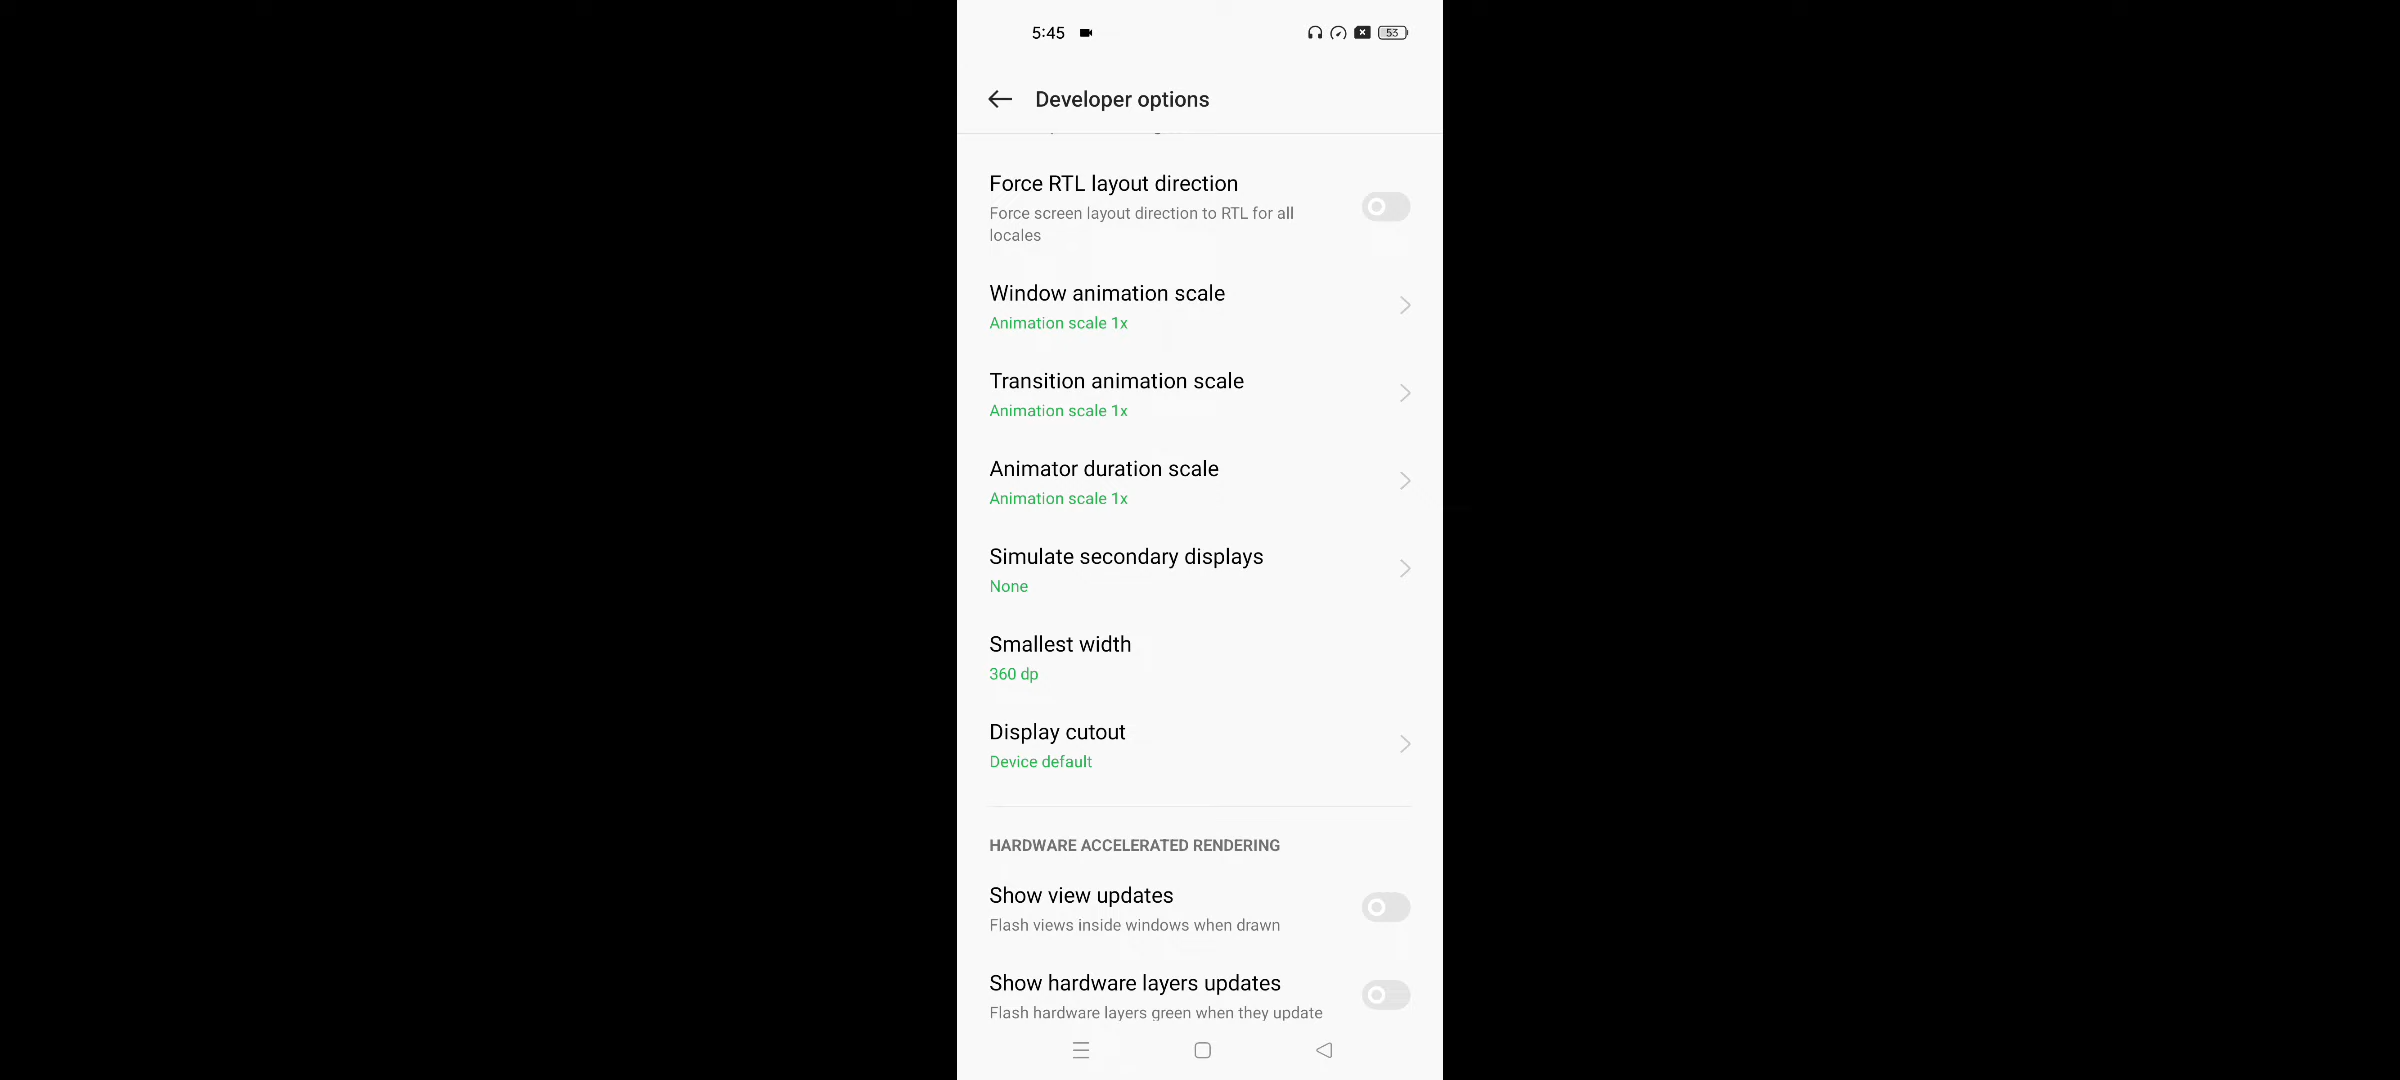 5:45
53
Developer options
Force RTL layout direction
Force screen layout direction to RTL for all
locales
Window animation scale
Animation scale 1x
Transition animation scale
Animation scale 1x
Animator duration scale
Animation scale 1x
Simulate secondary displays
None
Smallest width
360 dp
Display cutout
Device default
HARDWARE ACCELERATED RENDERING
Show view updates
Flash views inside windows when drawn
Show hardware layers updates
Flash hardware layers green when they update